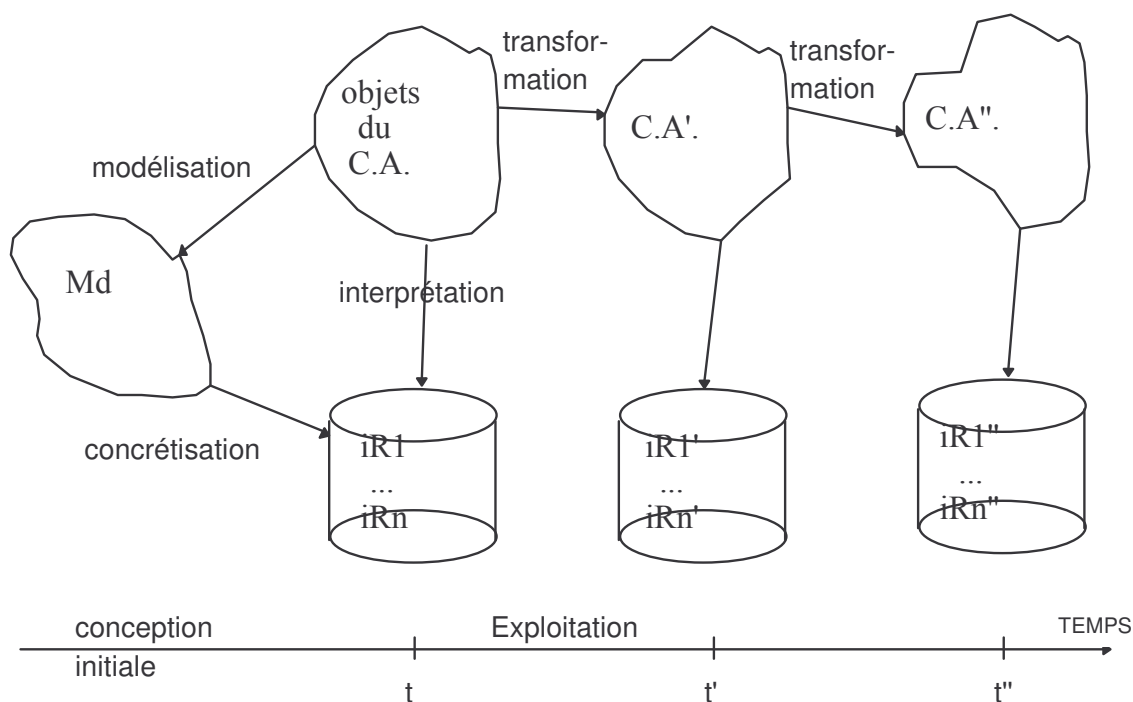 transfor-
mation
transfor-
mation
objets
du
C.A.
C.A'.
C.A''.
modélisation
Md
interprétation
concrétisation
iR1
...
iRn
iR1'
...
iRn'
iR1''
...
iRn''
conception
initiale
Exploitation
TEMPS
t
t'
t''